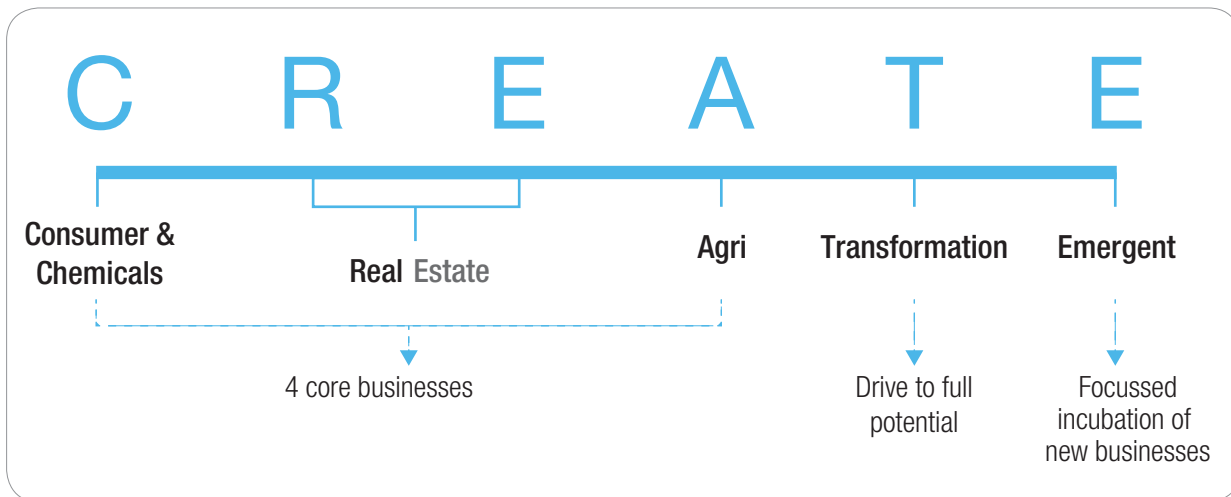 C R E A T E
Consumer &
Chemicals
Real Estate
Agri
Transformation
Emergent
4 core businesses
Drive to full
potential
Focussed
incubation of
new businesses